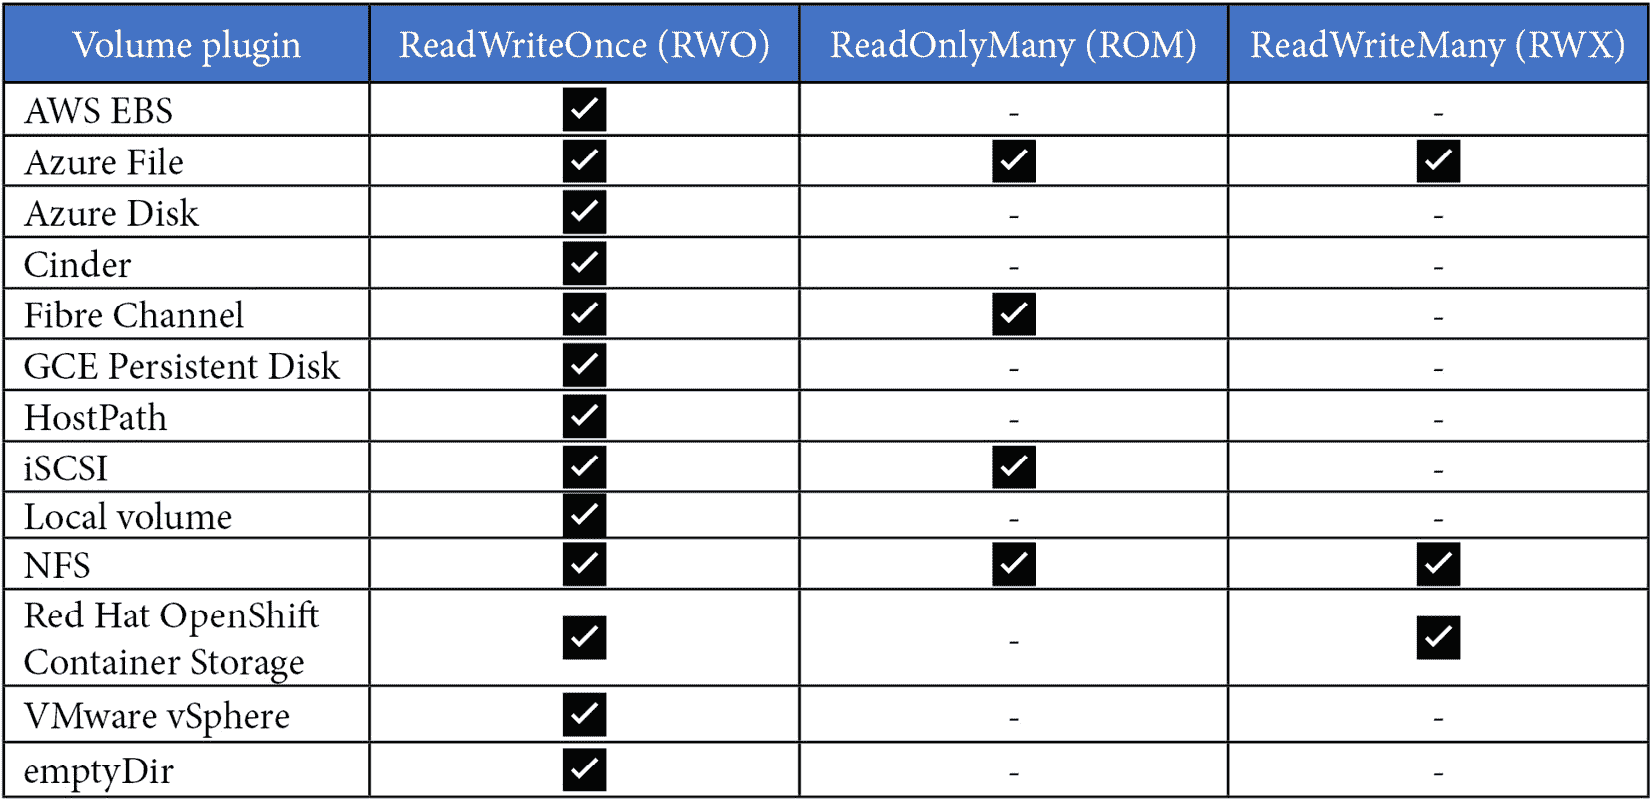 Volume plugin ReadWriteOnce (RWO) ReadOnlyMany (ROM) ReadWriteMany (RWX)
AWS EBS ✓ - -
Azure File ✓ ✓ ✓
Azure Disk ✓ - -
Cinder ✓ - -
Fibre Channel ✓ ✓ -
GCE Persistent Disk ✓ - -
HostPath ✓ - -
iSCSI ✓ ✓ -
Local volume ✓ - -
NFS ✓ ✓ ✓
Red Hat OpenShift
Container Storage ✓ - ✓
VMware vSphere ✓ - -
emptyDir ✓ - -